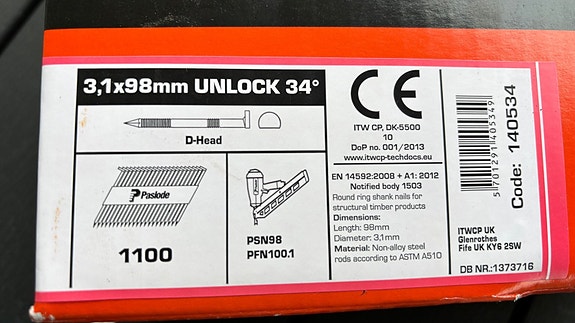 3,1x98mm UNLOCK 34°
D-Head
Paslode
1100
PSN98
PFN100.1
CE
ITW CP, DK-5500
10
DoP no. 001/2013
www.itwcp-techdocs.eu
EN 14592:2008 + A1: 2012
Notified body 1503
Round ring shank nails for
structural timber products
Dimensions:
Length: 98mm
Diameter: 3,1mm
Material: Non-alloy steel
rods according to ASTM A510
5 701291 405349
Code: 140534
ITWCP UK
Glenrothes
Fife UK KY6 2SW
DB NR.:1373716